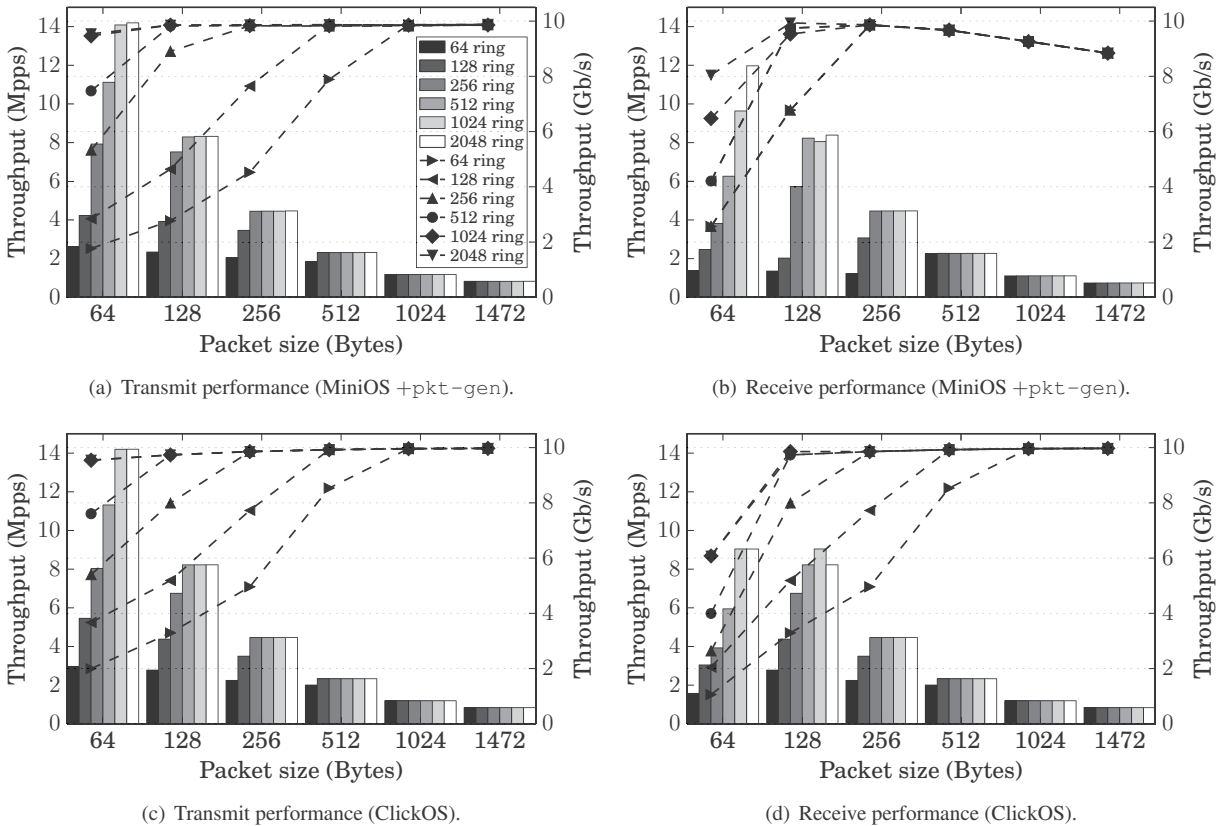 Throughput (Mpps)
14
12
10
8
6
4
2
0
64 128 256 512 1024 1472
Packet size (Bytes)
10
8
6
4
2
0
Throughput (Gb/s)
64 ring
128 ring
256 ring
512 ring
1024 ring
2048 ring
64 ring
128 ring
256 ring
512 ring
1024 ring
2048 ring
(a) Transmit performance (MiniOS +pkt-gen).
Throughput (Mpps)
14
12
10
8
6
4
2
0
64 128 256 512 1024 1472
Packet size (Bytes)
10
8
6
4
2
0
Throughput (Gb/s)
(b) Receive performance (MiniOS +pkt-gen).
Throughput (Mpps)
14
12
10
8
6
4
2
0
64 128 256 512 1024 1472
Packet size (Bytes)
10
8
6
4
2
0
Throughput (Gb/s)
(c) Transmit performance (ClickOS).
Throughput (Mpps)
14
12
10
8
6
4
2
0
64 128 256 512 1024 1472
Packet size (Bytes)
10
8
6
4
2
0
Throughput (Gb/s)
(d) Receive performance (ClickOS).